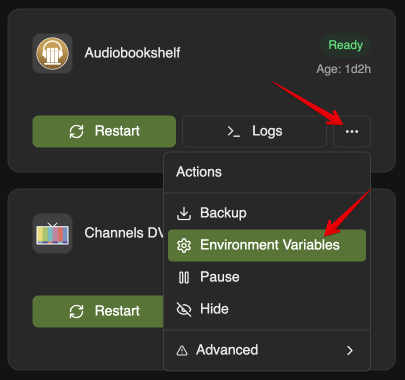 Audiobookshelf
Ready
Age: 1d2h
Restart
Logs
Actions
Backup
Channels DV
Environment Variables
Pause
Hide
Restart
Advanced